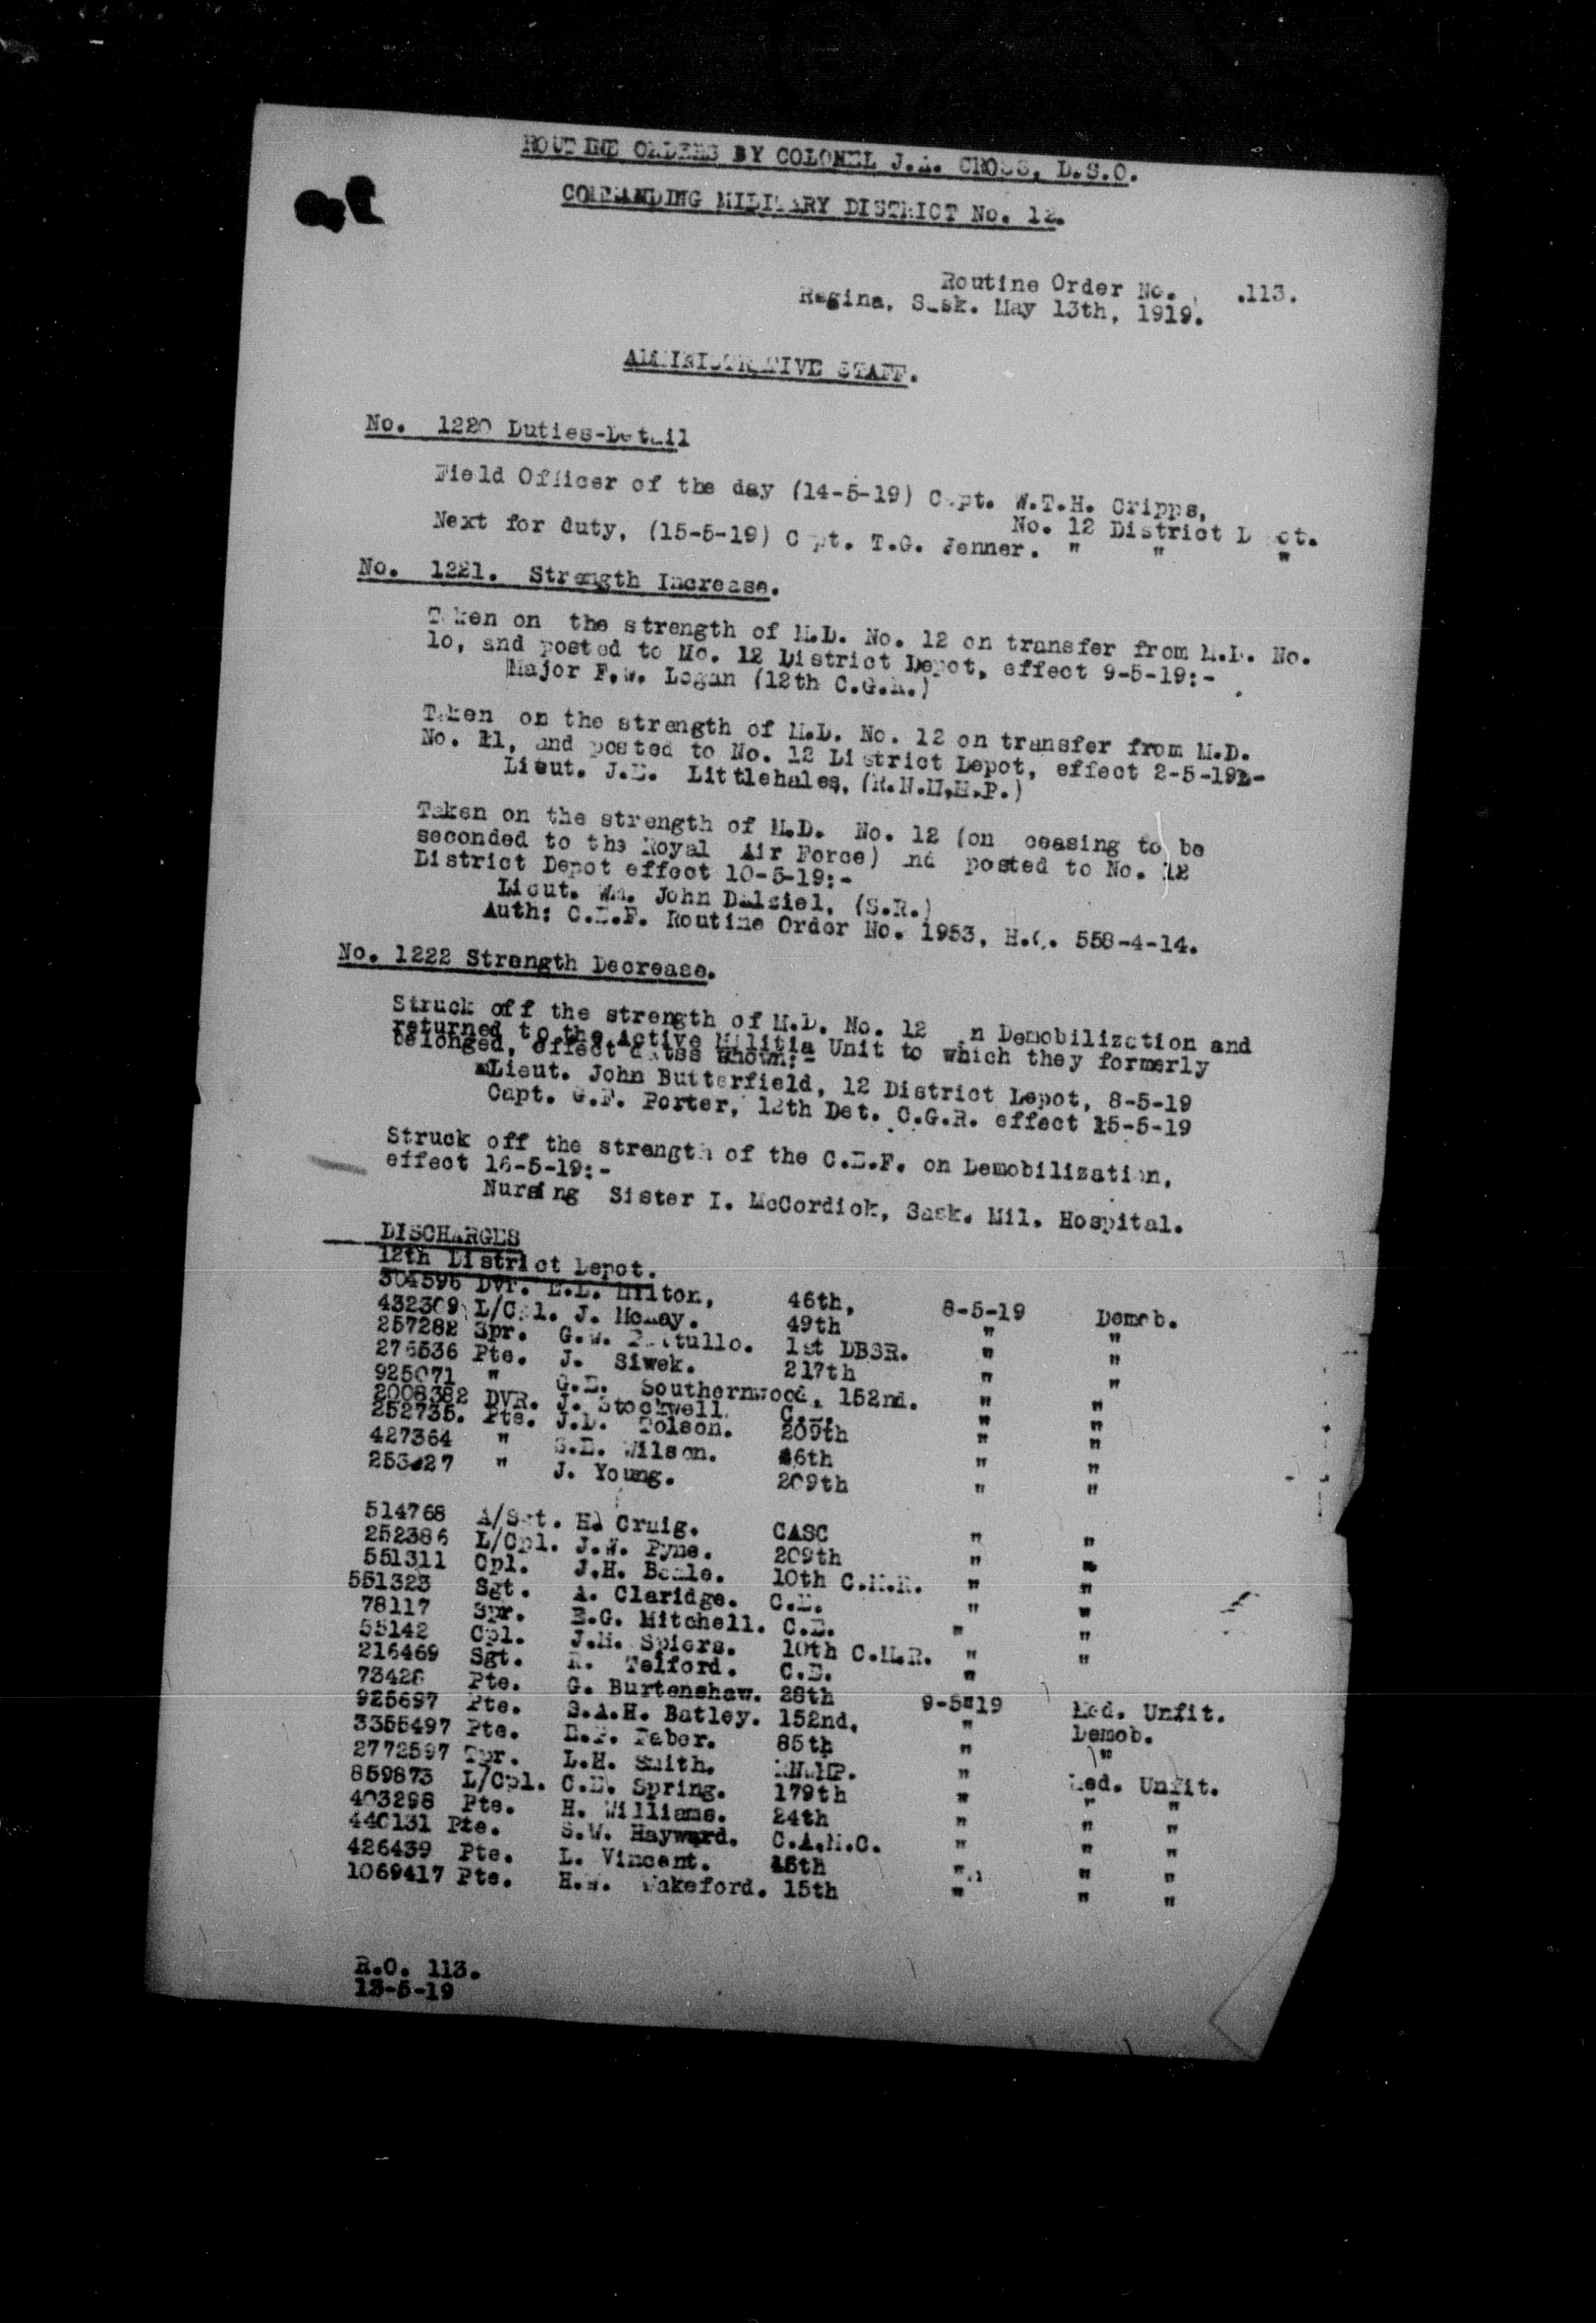 ROUTINE ORDERS BY COLONEL J.A. CROSS, D.S.O.
COMMANDING MILITARY DISTRICT No. 12.
Routine Order No. .113.
Regina, Sask. May 13th, 1919.
ADMINISTRATIVE STAFF.
No. 1220 Duties-Detail
Field Officer of the day (14-5-19) Capt. W.T.H. Cripps,
No. 12 District Depot.
Next for duty, (15-5-19) Capt. T.G. Jenner. " " "
No. 1221. Strength Increase.
Taken on the strength of M.D. No. 12 on transfer from M.D. No.
10, and posted to No. 12 District Depot, effect 9-5-19:-
Major F.W. Logan (12th C.G.R.)
Taken on the strength of M.D. No. 12 on transfer from M.D.
No. 11, and posted to No. 12 District Depot, effect 2-5-19:-
Lieut. J.E. Littlehales, (R.N.W.M.P.)
Taken on the strength of M.D. No. 12 (on ceasing to be
seconded to the Royal Air Force) and posted to No. 12
District Depot effect 10-5-19:-
Lieut. Wm. John Dalziel, (S.R.)
Auth: C.E.F. Routine Order No. 1953, H.Q. 558-4-14.
No. 1222 Strength Decrease.
Struck off the strength of M.D. No. 12 on Demobilization and
returned to the Active Militia Unit to which they formerly
belonged, effect dates shown:-
Lieut. John Butterfield, 12 District Depot, 8-5-19
Capt. G.F. Porter, 12th Det. C.G.R. effect 15-5-19
Struck off the strength of the C.E.F. on Demobilization,
effect 16-5-19:-
Nursing Sister I. McCordick, Sask. Mil. Hospital.
DISCHARGES
12th District Depot.
304596 Dvr. E.L. Hilton, 46th, 8-5-19 Demob.
432309 L/Cpl. J. McKay. 49th " "
257282 Spr. G.W. Pattullo. 1st DBSR. " "
276536 Pte. J. Siwek. 217th " "
925071 " G.E. Southernwood, 152nd. " "
2008382 DVR. J. Stockwell. C.E. " "
252735. Pte. J.D. Tolson. 209th " "
427364 " S.E. Wilson. 46th " "
" J. Young. 209th " "
514768 A/Sgt. H. Craig. CASC " "
252386 L/Cpl. J.W. Pyne. 209th " "
551311 Cpl. J.H. Beale. 10th C.M.R. " "
551323 Sgt. A. Claridge. C.E. " "
78117 Spr. E.G. Mitchell. C.E. " "
55142 Cpl. J.M. Spiers. 10th C.M.R. " "
216469 Sgt. R. Telford. C.E. "
73428 Pte. G. Burtenshaw. 28th 9-5-19 Med. Unfit.
925697 Pte. S.A.H. Batley. 152nd. " Demob.
3355497 Pte. E.P. Faber. 85th " "
2772597 Tpr. L.H. Smith. RNWMP. " Med. Unfit.
859873 L/Cpl. C.E. Spring. 179th " " "
403298 Pte. H. Williams. 24th " " "
440131 Pte. S.W. Hayward. C.A.M.C. " " "
426439 Pte. L. Vincent. 46th " " "
1069417 Pte. H.W. Wakeford. 15th " " "
R.O. 113.
13-5-19